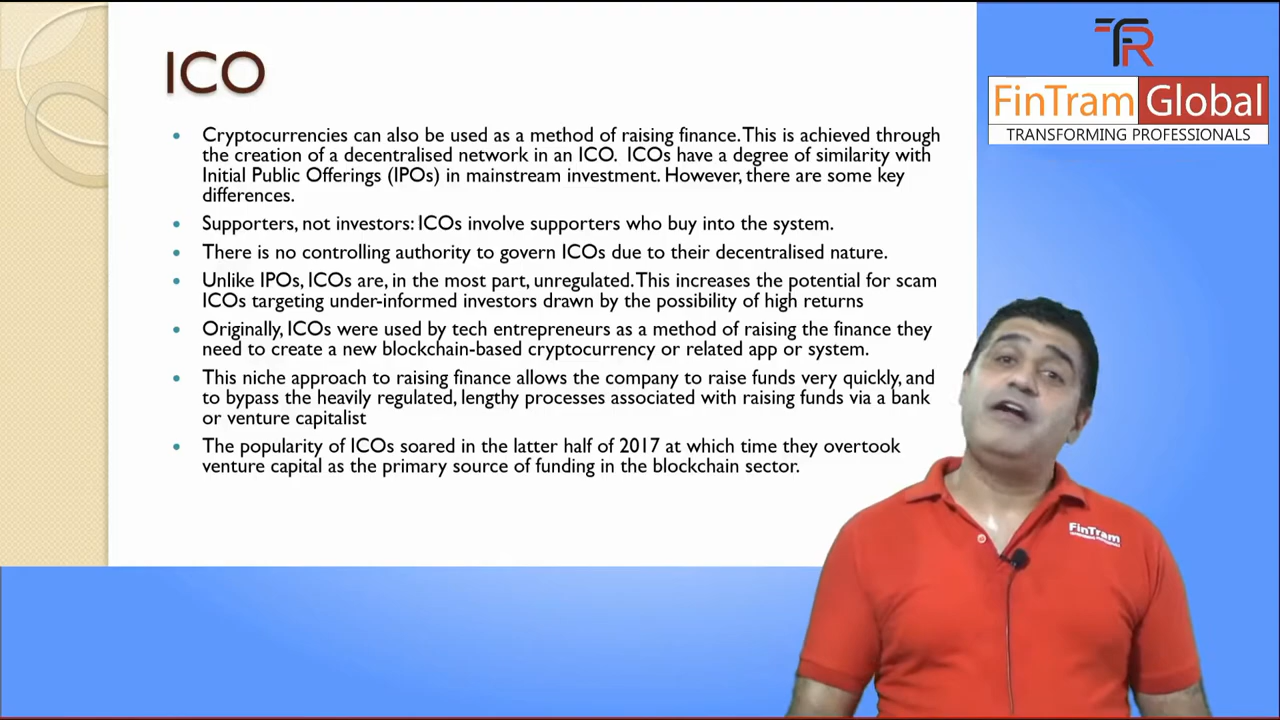 ICO
• Cryptocurrencies can also be used as a method of raising finance. This is achieved through
the creation of a decentralised network in an ICO. ICOs have a degree of similarity with
Initial Public Offerings (IPOs) in mainstream investment. However, there are some key
differences.
• Supporters, not investors: ICOs involve supporters who buy into the system.
• There is no controlling authority to govern ICOs due to their decentralised nature.
• Unlike IPOs, ICOs are, in the most part, unregulated. This increases the potential for scam
ICOs targeting under-informed investors drawn by the possibility of high returns
• Originally, ICOs were used by tech entrepreneurs as a method of raising the finance they
need to create a new blockchain-based cryptocurrency or related app or system.
• This niche approach to raising finance allows the company to raise funds very quickly, and
to bypass the heavily regulated, lengthy processes associated with raising funds via a bank
or venture capitalist
• The popularity of ICOs soared in the latter half of 2017 at which time they overtook
venture capital as the primary source of funding in the blockchain sector.
FinTram Global
TRANSFORMING PROFESSIONALS
FinTram